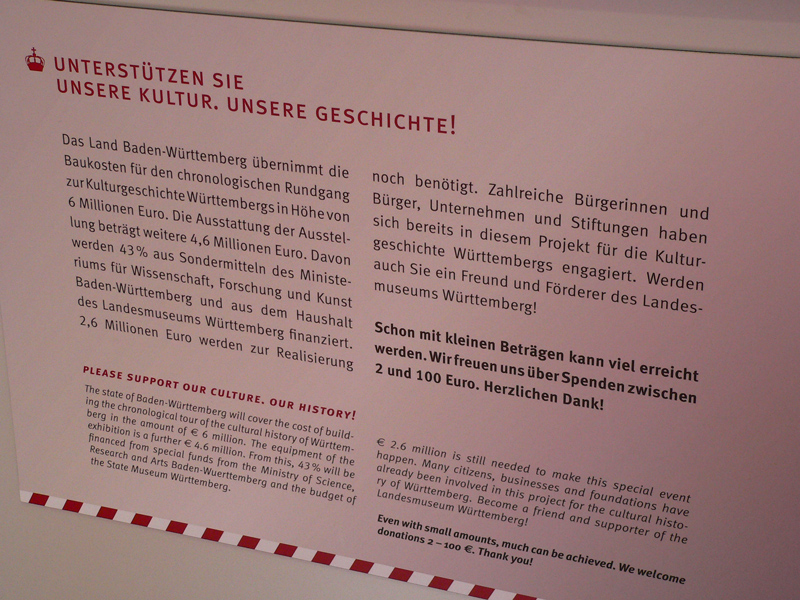 UNTERSTÜTZEN SIE
UNSERE KULTUR. UNSERE GESCHICHTE!
Das Land Baden-Württemberg übernimmt die
Baukosten für den chronologischen Rundgang
zur Kulturgeschichte Württembergs in Höhe von
6 Millionen Euro. Die Ausstattung der Ausstel-
lung beträgt weitere 4,6 Millionen Euro. Davon
werden 43% aus Sondermitteln des Ministe-
riums für Wissenschaft, Forschung und Kunst
Baden-Württemberg und aus dem Haushalt
des Landesmuseums Württemberg finanziert.
2,6 Millionen Euro werden zur Realisierung
noch benötigt. Zahlreiche Bürgerinnen und
Bürger, Unternehmen und Stiftungen haben
sich bereits in diesem Projekt für die Kultur-
geschichte Württembergs engagiert. Werden
auch Sie ein Freund und Förderer des Landes-
museums Württemberg!
Schon mit kleinen Beträgen kann viel erreicht
werden. Wir freuen uns über Spenden zwischen
2 und 100 Euro. Herzlichen Dank!
PLEASE SUPPORT OUR CULTURE. OUR HISTORY!
The state of Baden-Württemberg will cover the cost of build-
ing the chronological tour of the cultural history of Württem-
berg in the amount of € 6 million. The equipment of the
exhibition is a further € 4.6 million. From this, 43% will be
financed from special funds from the Ministry of Science,
Research and Arts Baden-Wuerttemberg and the budget of
the State Museum Württemberg.
€ 2.6 million is still needed to make this special event
happen. Many citizens, businesses and foundations have
already been involved in this project for the cultural histo-
ry of Württemberg. Become a friend and supporter of the
Landesmuseum Württemberg!
Even with small amounts, much can be achieved. We welcome
donations 2 – 100 €. Thank you!